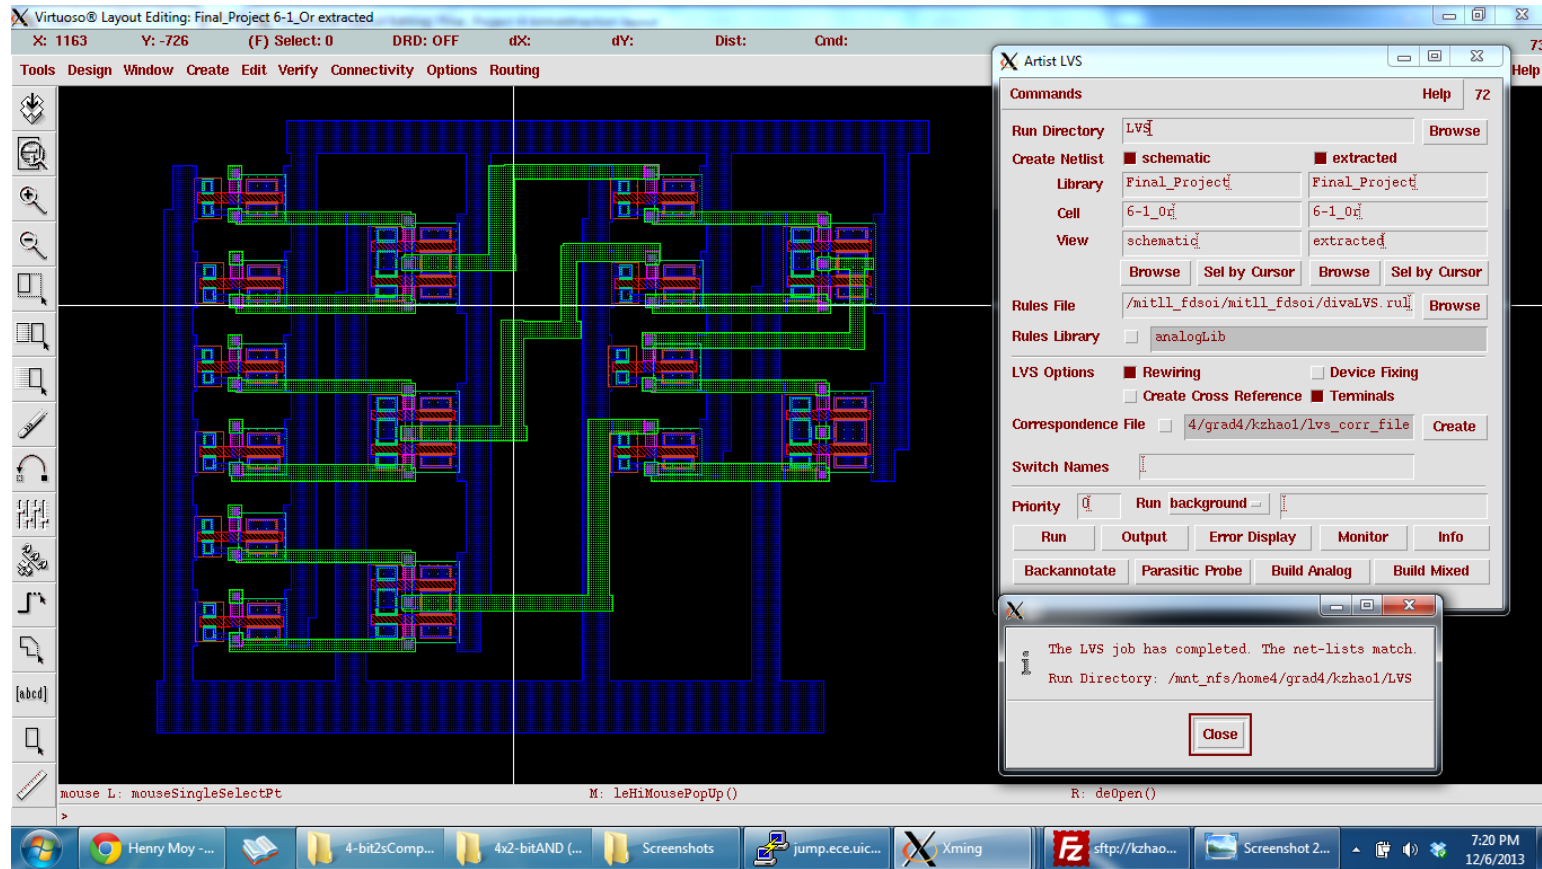 Virtuoso® Layout Editing: Final_Project 6-1_Or extracted
X: 1163 Y: -726 (F) Select: 0 DRD: OFF dX: dY: Dist: Cmd:
Tools Design Window Create Edit Verify Connectivity Options Routing Help
[abcd]
Artist LVS
Commands Help 72
Run Directory LVS Browse
Create Netlist schematic extracted
Library Final_Project Final_Project
Cell 6-1_Or 6-1_Or
View schematic extracted
Browse Sel by Cursor Browse Sel by Cursor
Rules File /mitll_fdsoi/mitll_fdsoi/divaLVS.rul Browse
Rules Library analogLib
LVS Options Rewiring Device Fixing
Create Cross Reference Terminals
Correspondence File 4/grad4/kzhao1/lvs_corr_file Create
Switch Names
Priority 0 Run background
Run Output Error Display Monitor Info
Backannotate Parasitic Probe Build Analog Build Mixed
The LVS job has completed. The net-lists match.
Run Directory: /mnt_nfs/home4/grad4/kzhao1/LVS
Close
mouse L: mouseSingleSelectPt M: leHiMousePopUp() R: deOpen()
>
Henry Moy -... 4-bit2sComp... 4x2-bitAND (... Screenshots jump.ece.uic... Xming sftp://kzhao... Screenshot 2... 7:20 PM
12/6/2013